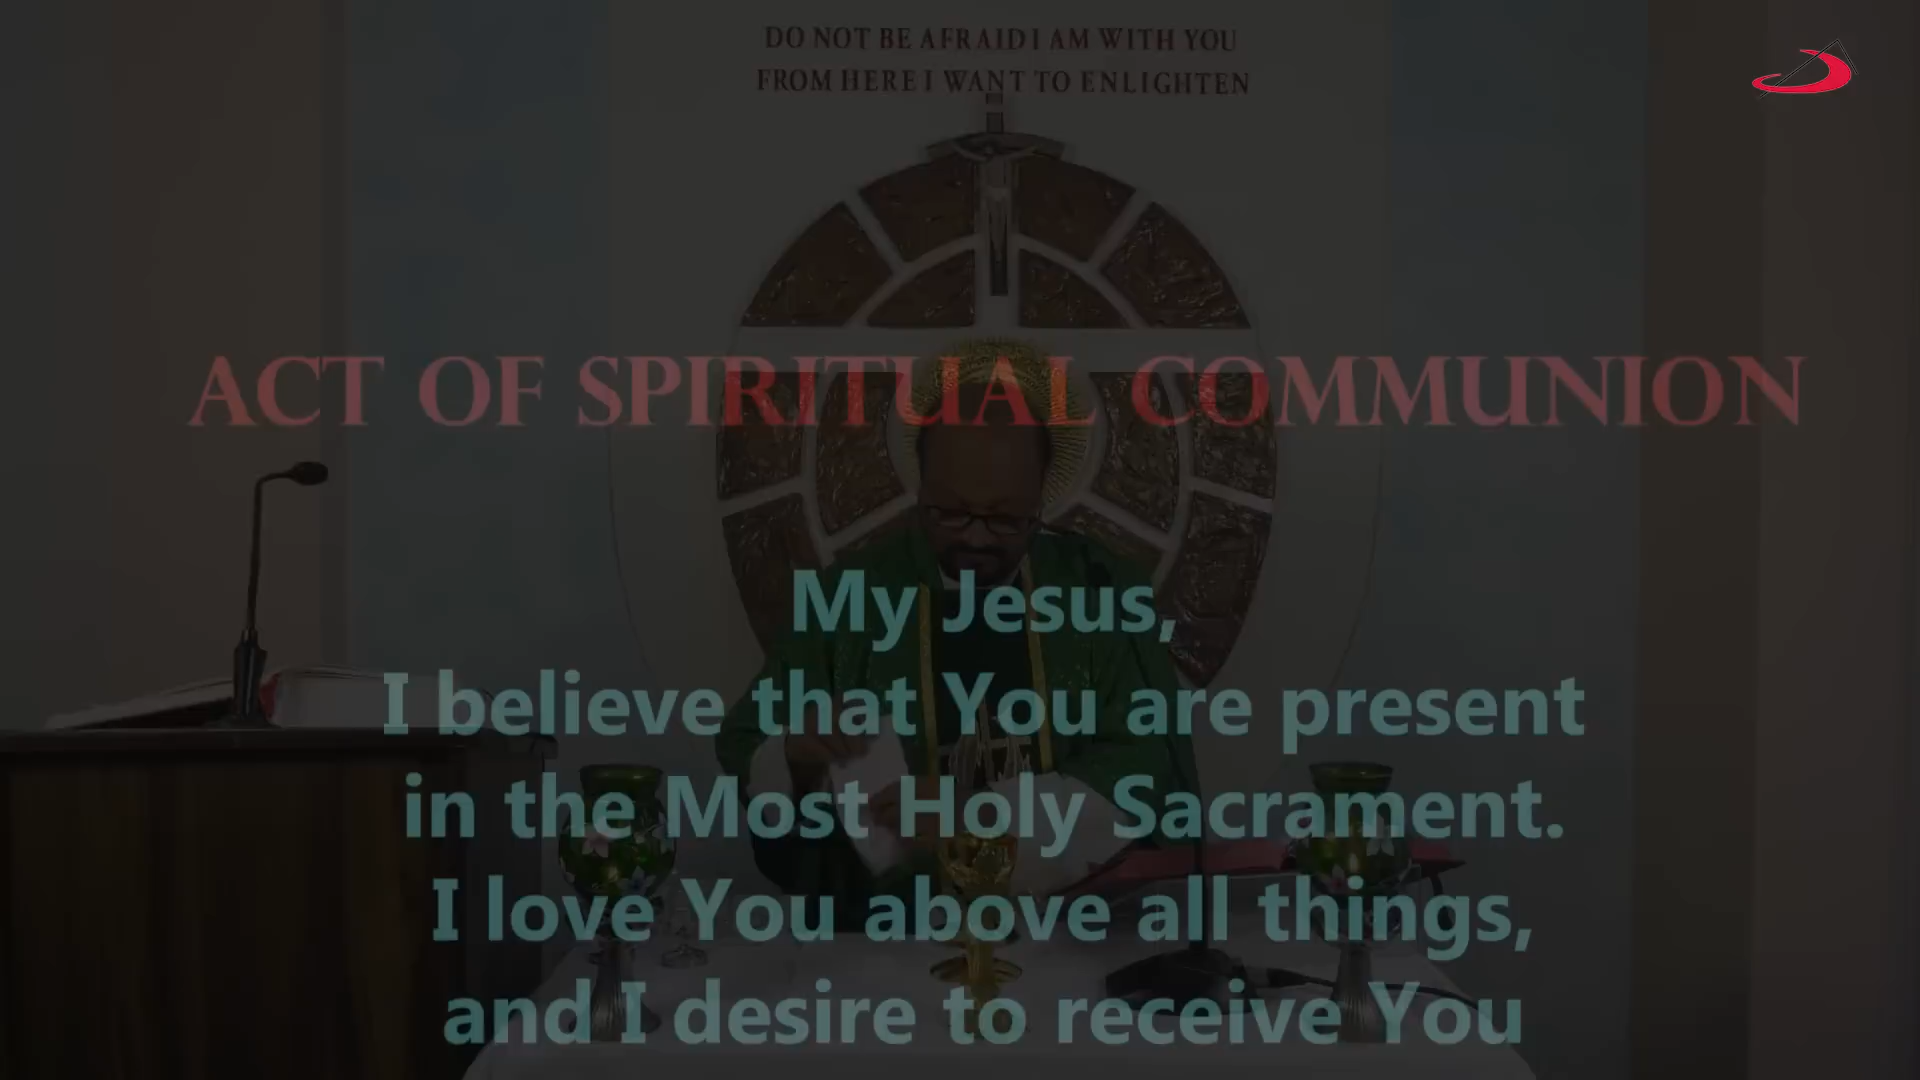 DO NOT BE AFRAID I AM WITH YOU
FROM HERE I WANT TO ENLIGHTEN
ACT OF SPIRITUAL COMMUNION
My Jesus,
I believe that You are present
in the Most Holy Sacrament.
I love You above all things,
and I desire to receive You